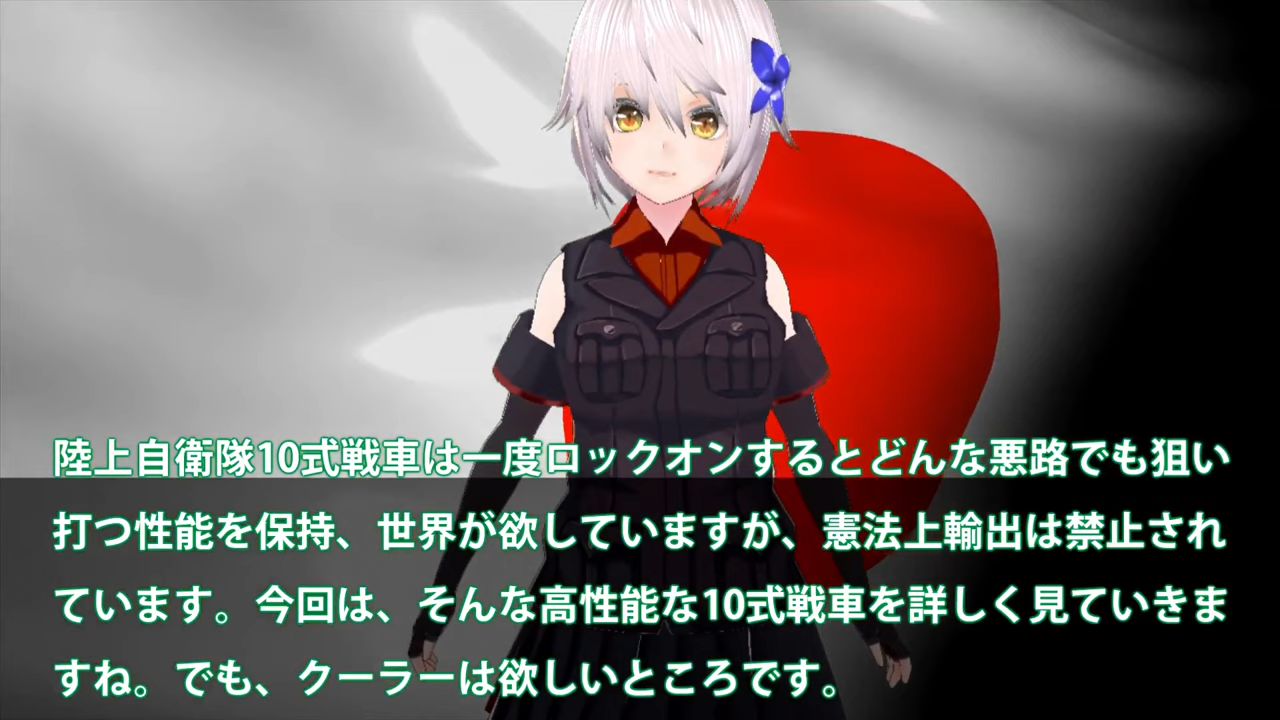 陸上自衛隊10式戦車は一度ロックオンするとどんな悪路でも狙い
打つ性能を保持、世界が欲していますが、憲法上輸出は禁止され
ています。今回は、そんな高性能な10式戦車を詳しく見ていきま
すね。でも、クーラーは欲しいところです。